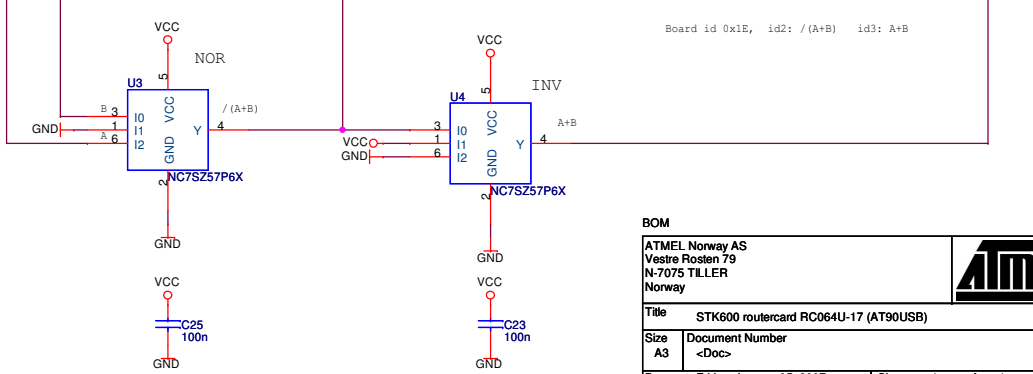 Board id 0x1E, id2: /(A+B) id3: A+B
VCC
NOR
5
U3
VCC
B 3 I0
GND 1 I1
A 6 I2
Y 4
/(A+B)
GND
2
NC7SZ57P6X
GND
VCC
INV
5
U4
VCC
3 I0
VCC 1 I1
GND 6 I2
Y 4
A+B
GND
2
NC7SZ57P6X
GND
VCC
C25
100n
GND
VCC
C23
100n
GND
BOM
ATMEL Norway AS
Vestre Rosten 79
N-7075 TILLER
Norway
Title
STK600 routercard RC064U-17 (AT90USB)
Size
A3
Document Number
<Doc>